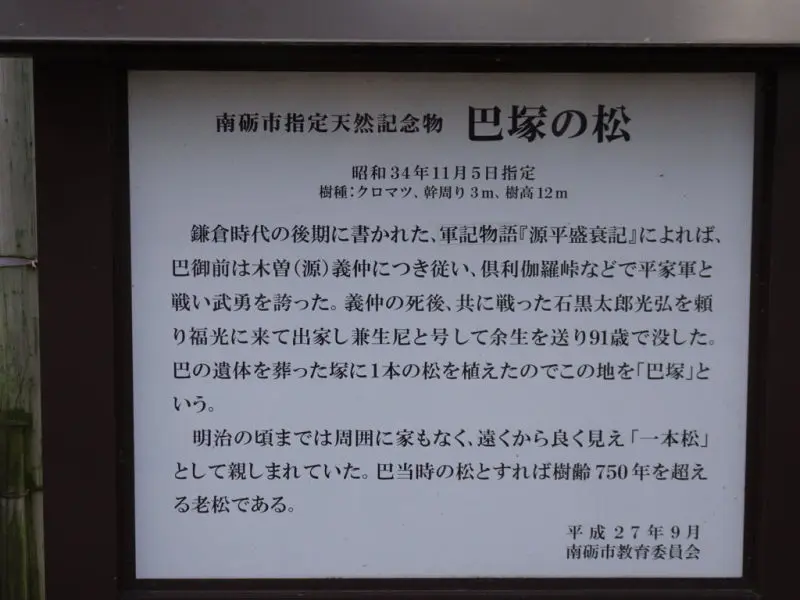 南砺市指定天然記念物 巴塚の松
昭和34年11月5日指定
樹種：クロマツ、幹周り3m、樹高12m
鎌倉時代の後期に書かれた、軍記物語『源平盛衰記』によれば、
巴御前は木曽（源）義仲につき従い、倶利伽羅峠などで平家軍と
戦い武勇を誇った。義仲の死後、共に戦った石黒太郎光弘を頼
り福光に来て出家し兼生尼と号して余生を送り91歳で没した。
巴の遺体を葬った塚に1本の松を植えたのでこの地を「巴塚」と
いう。
明治の頃までは周囲に家もなく、遠くから良く見え「一本松」
として親しまれていた。巴当時の松とすれば樹齢750年を超え
る老松である。
平成27年9月
南砺市教育委員会